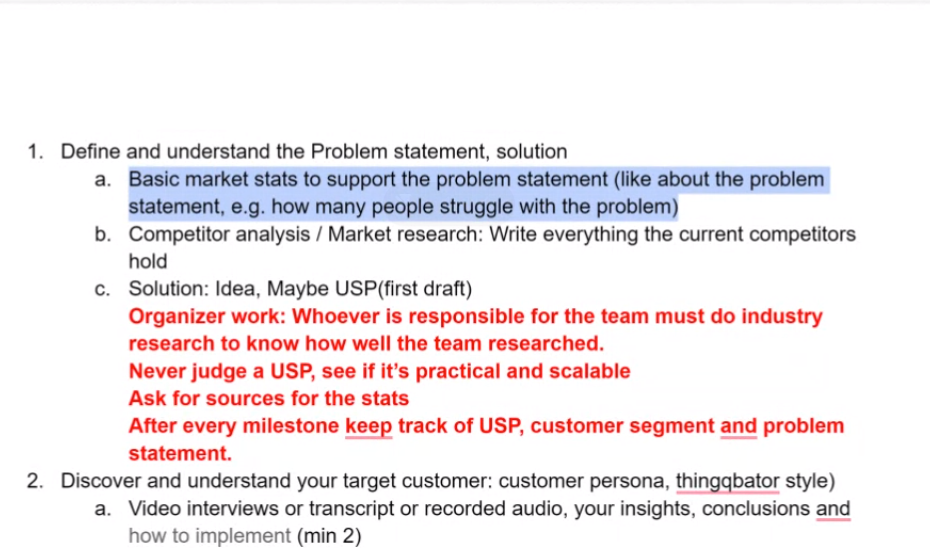 1. Define and understand the Problem statement, solution
a. Basic market stats to support the problem statement (like about the problem
statement, e.g. how many people struggle with the problem)
b. Competitor analysis / Market research: Write everything the current competitors
hold
c. Solution: Idea, Maybe USP(first draft)
Organizer work: Whoever is responsible for the team must do industry
research to know how well the team researched.
Never judge a USP, see if it's practical and scalable
Ask for sources for the stats
After every milestone keep track of USP, customer segment and problem
statement.
2. Discover and understand your target customer: customer persona, thingqbator style)
a. Video interviews or transcript or recorded audio, your insights, conclusions and
how to implement (min 2)